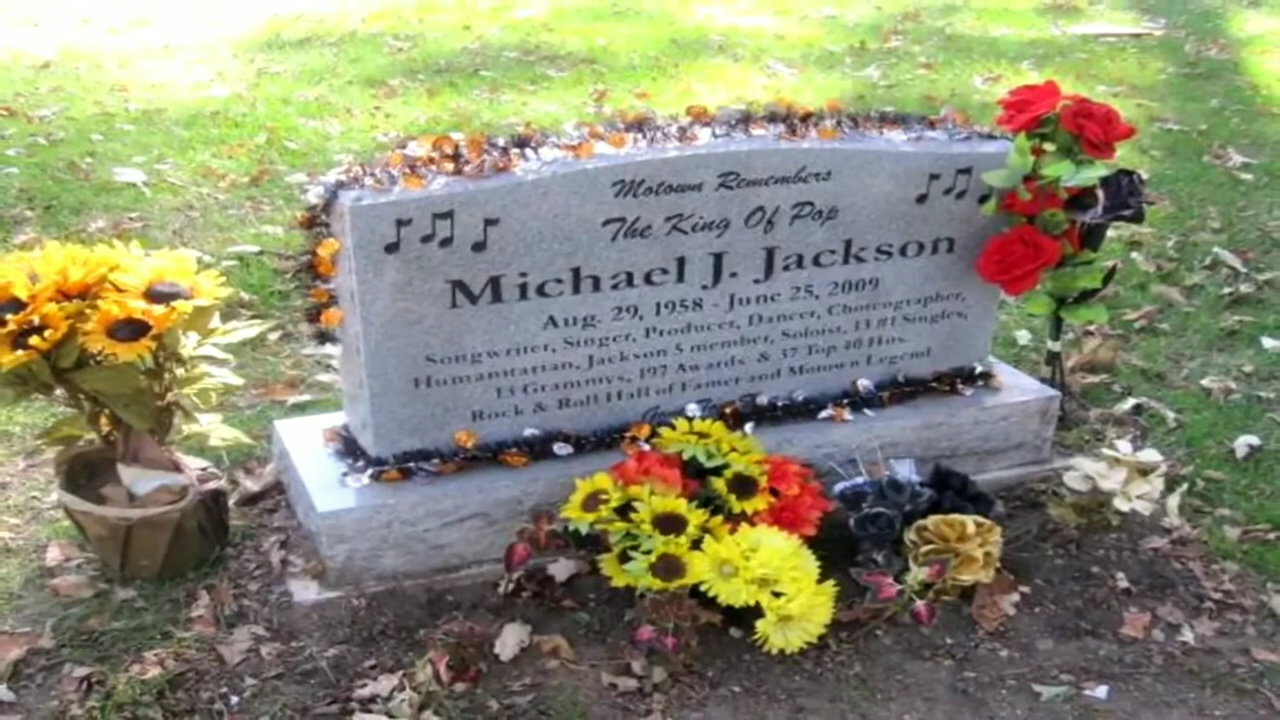 Motown Remembers
The King Of Pop
Michael J. Jackson
Aug. 29, 1958 - June 25, 2009
Songwriter, Singer, Producer, Dancer, Choreographer,
Humanitarian, Jackson 5 member, Soloist, 13 #1 Singles,
13 Grammys, 197 Awards & 37 Top 40 Hits.
Rock & Roll Hall of Famer and Motown Legend